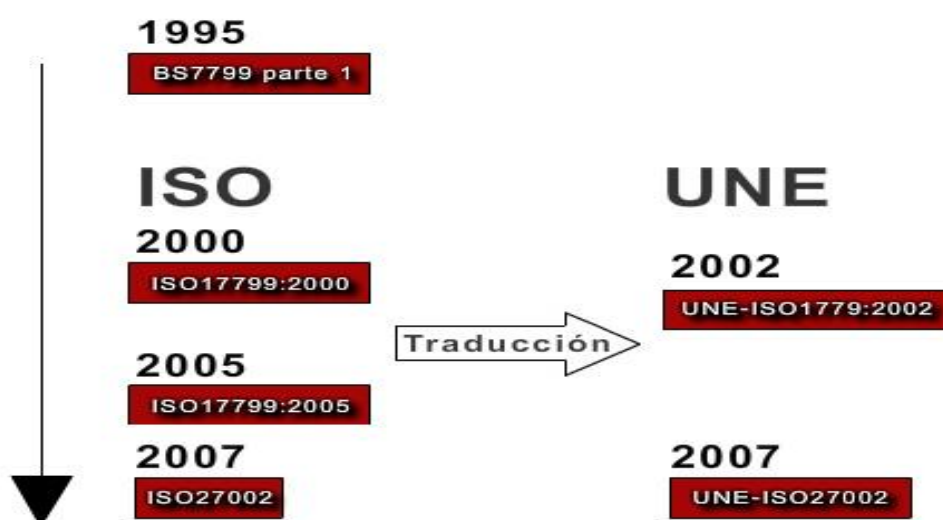 1995
BS7799 parte 1
ISO
UNE
2000
ISO17799:2000
2002
UNE-ISO1779:2002
Traducción
2005
ISO17799:2005
2007
ISO27002
2007
UNE-ISO27002